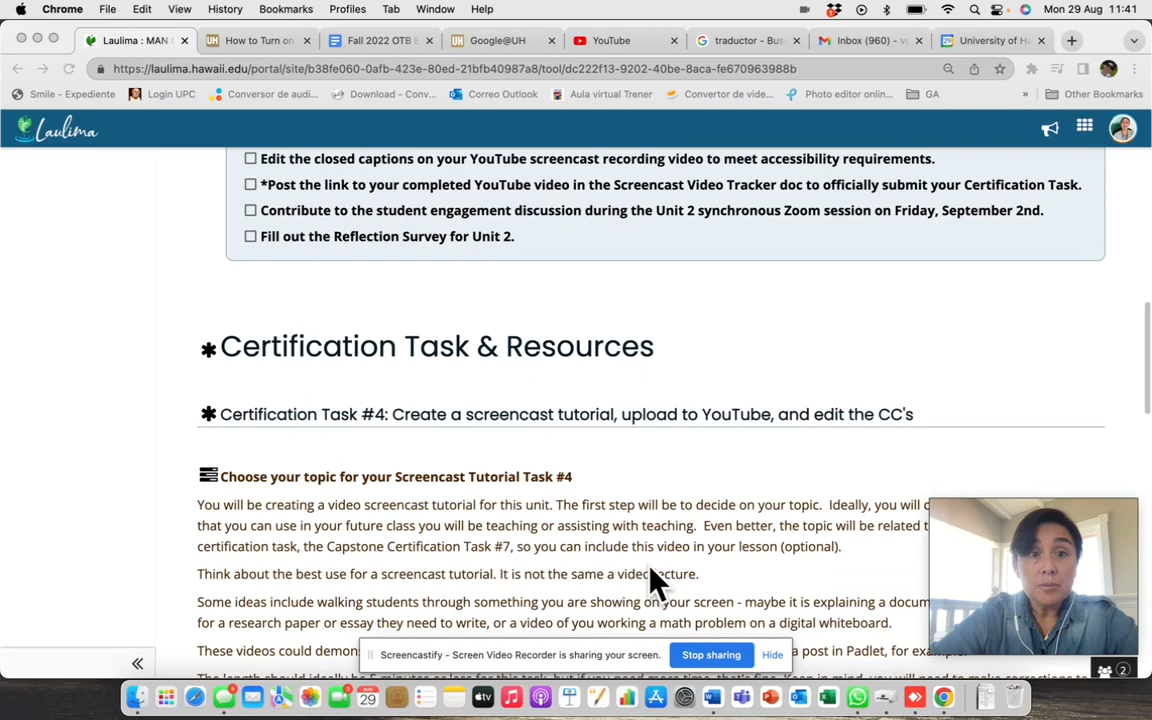 Chrome File Edit View History Bookmarks Profiles Tab Window Help Mon 29 Aug 11:41
Laulima : MAN How to Turn on Fall 2022 OTB Google@UH YouTube traductor - Bus Inbox (960) - v University of Ha
https://laulima.hawaii.edu/portal/site/b38fe060-0afb-423e-80ed-21bfb40987a8/tool/dc222f13-9202-40be-8aca-fe670963988b
Smile - Expediente Login UPC Conversor de audi... Download - Conv... Correo Outlook Aula virtual Trener Convertor de vide... Photo editor onlin... GA » Other Bookmarks
Laulima
Edit the closed captions on your YouTube screencast recording video to meet accessibility requirements.
*Post the link to your completed YouTube video in the Screencast Video Tracker doc to officially submit your Certification Task.
Contribute to the student engagement discussion during the Unit 2 synchronous Zoom session on Friday, September 2nd.
Fill out the Reflection Survey for Unit 2.
Certification Task & Resources
Certification Task #4: Create a screencast tutorial, upload to YouTube, and edit the CC's
Choose your topic for your Screencast Tutorial Task #4
You will be creating a video screencast tutorial for this unit. The first step will be to decide on your topic. Ideally, you will
that you can use in your future class you will be teaching or assisting with teaching. Even better, the topic will be related
certification task, the Capstone Certification Task #7, so you can include this video in your lesson (optional).
Think about the best use for a screencast tutorial. It is not the same a video lecture.
Some ideas include walking students through something you are showing on your screen - maybe it is explaining a
for a research paper or essay they need to write, or a video of you working a math problem on a digital whiteboard.
These videos could a post in Padlet, for
Screencastify - Screen Video Recorder is sharing your screen. Stop sharing Hide
2
AUG
29